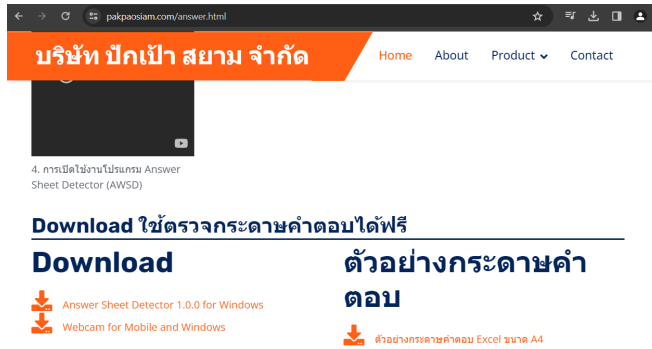 pakpaosiam.com/answer.html
บริษัท ปักเป้า สยาม จำกัด
Home About Product Contact
4. การเปิดใช้งานโปรแกรม Answer
Sheet Detector (AWSD)
Download ใช้ตรวจกระดาษคำตอบได้ฟรี
Download
Answer Sheet Detector 1.0.0 for Windows
Webcam for Mobile and Windows
ตัวอย่างกระดาษคำ
ตอบ
ตัวอย่างกระดาษคำตอบ Excel ขนาด A4